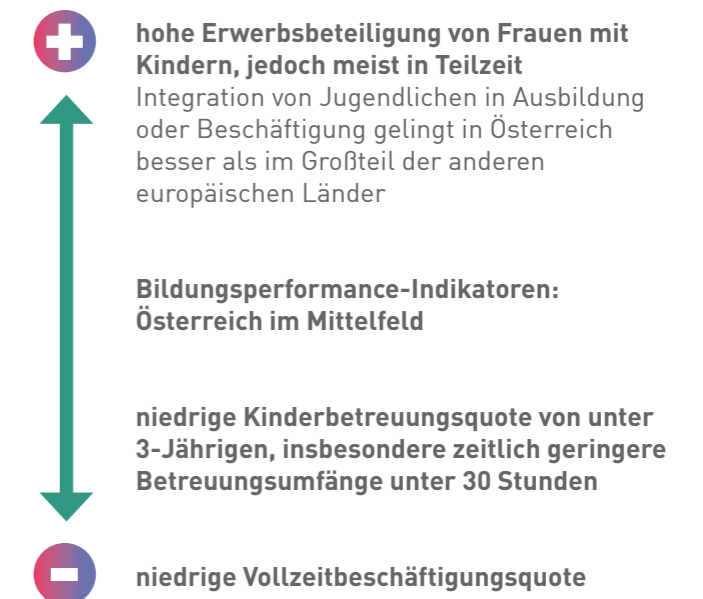 hohe Erwerbsbeteiligung von Frauen mit
Kindern, jedoch meist in Teilzeit
Integration von Jugendlichen in Ausbildung
oder Beschäftigung gelingt in Österreich
besser als im Großteil der anderen
europäischen Länder
Bildungsperformance-Indikatoren:
Österreich im Mittelfeld
niedrige Kinderbetreuungsquote von unter
3-Jährigen, insbesondere zeitlich geringere
Betreuungsumfänge unter 30 Stunden
niedrige Vollzeitbeschäftigungsquote